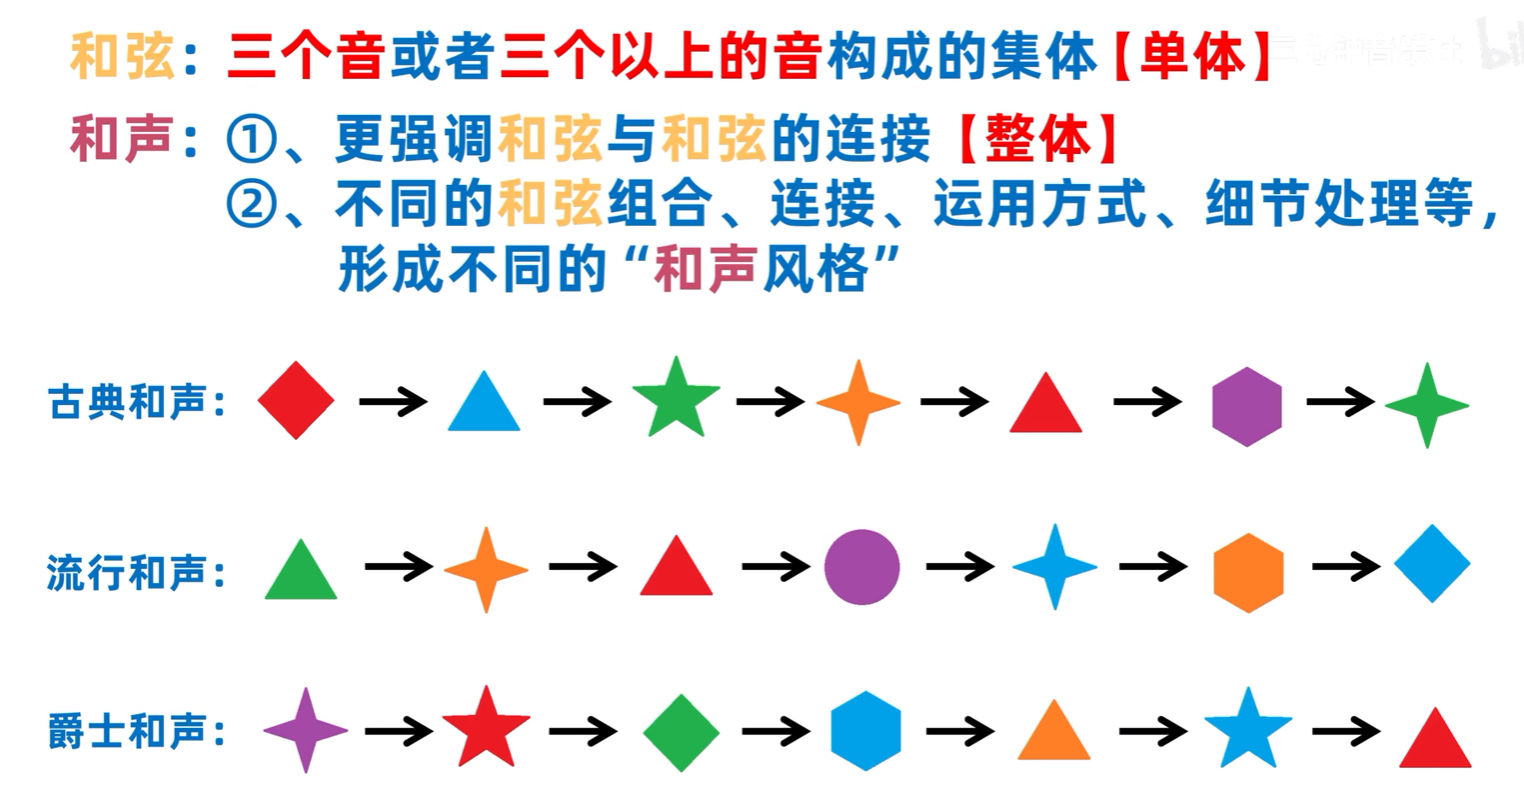 和弦：三个音或者三个以上的音构成的集体【单体】
和声：①、更强调和弦与和弦的连接【整体】
②、不同的和弦组合、连接、运用方式、细节处理等，
形成不同的“和声风格”
古典和声：
流行和声：
爵士和声：